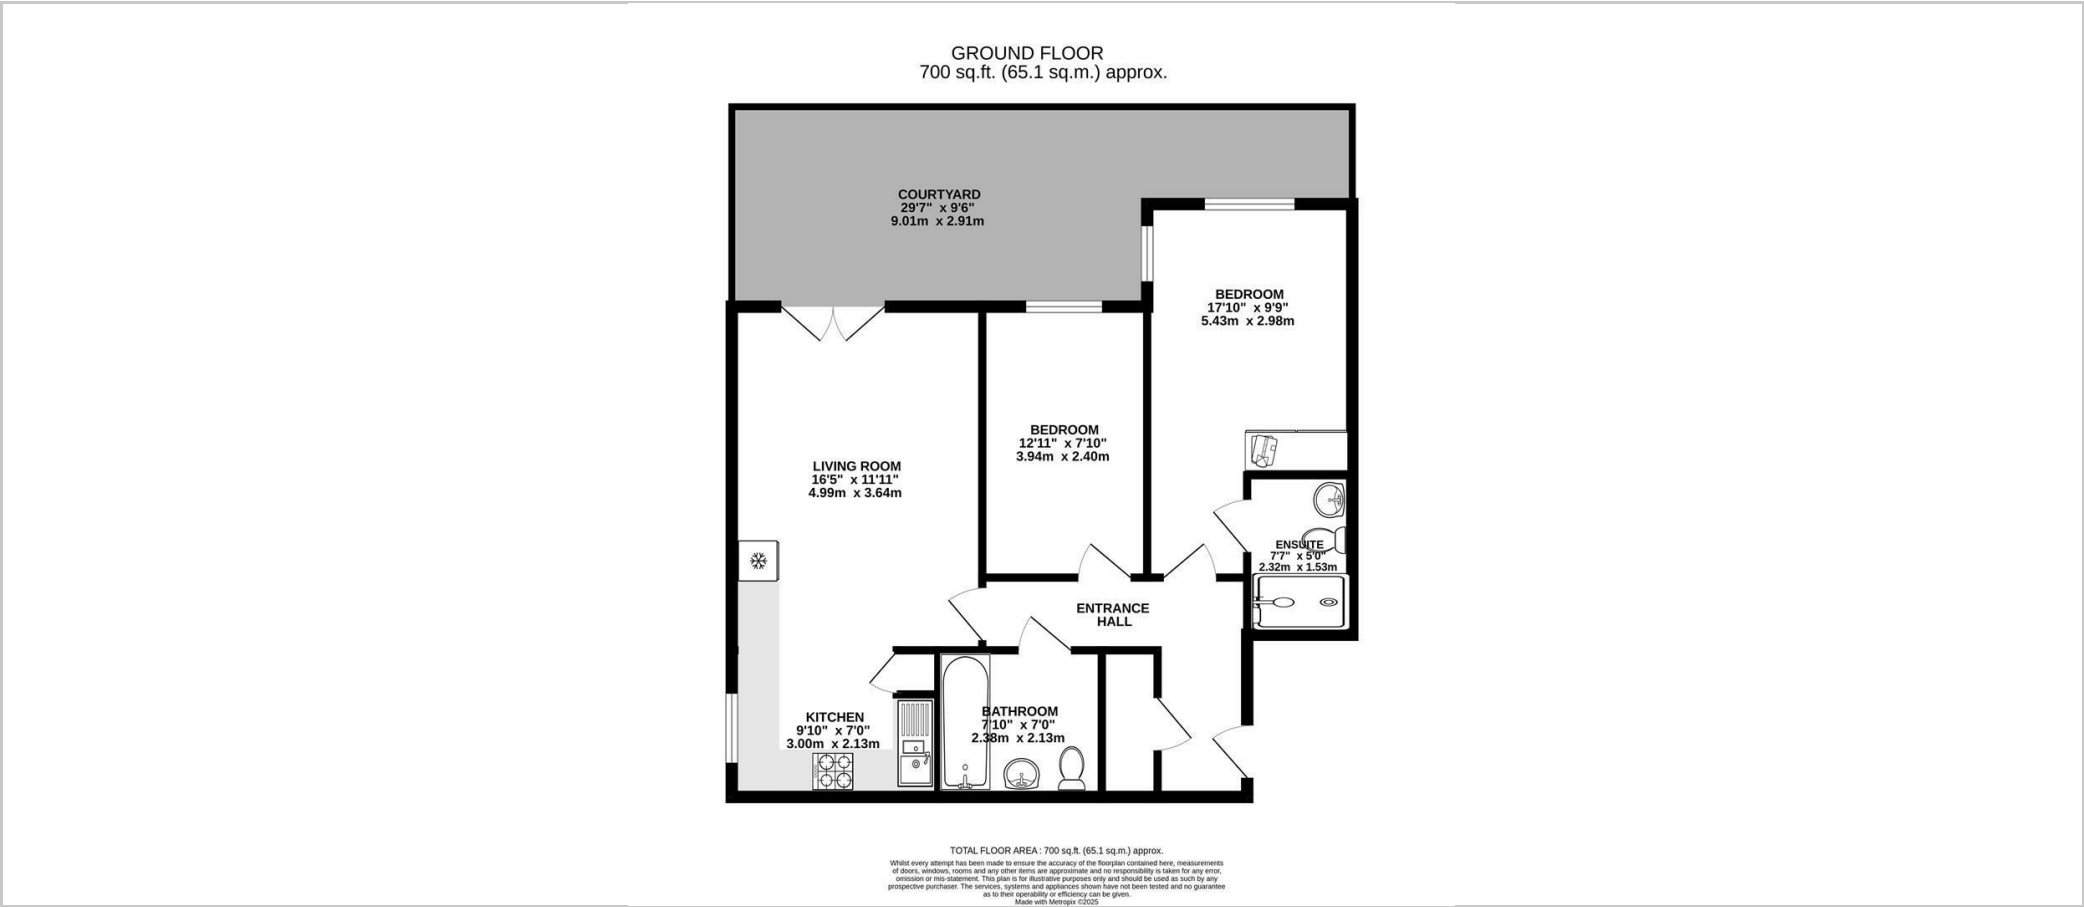 GROUND FLOOR
700 sq.ft. (65.1 sq.m.) approx.
COURTYARD
29'7" x 9'6"
9.01m x 2.91m
BEDROOM
17'10" x 9'9"
5.43m x 2.98m
BEDROOM
12'11" x 7'10"
3.94m x 2.40m
LIVING ROOM
16'5" x 11'11"
4.99m x 3.64m
ENSUITE
7'7" x 5'0"
2.32m x 1.53m
ENTRANCE
HALL
KITCHEN
9'10" x 7'0"
3.00m x 2.13m
BATHROOM
7'10" x 7'0"
2.38m x 2.13m
TOTAL FLOOR AREA : 700 sq.ft. (65.1 sq.m.) approx.
Whilst every attempt has been made to ensure the accuracy of the floorplan contained here, measurements
of doors, windows, rooms and any other items are approximate and no responsibility is taken for any error,
omission or mis-statement. This plan is for illustrative purposes only and should be used as such by any
prospective purchaser. The services, systems and appliances shown have not been tested and no guarantee
as to their operability or efficiency can be given.
Made with Metropix ©2025